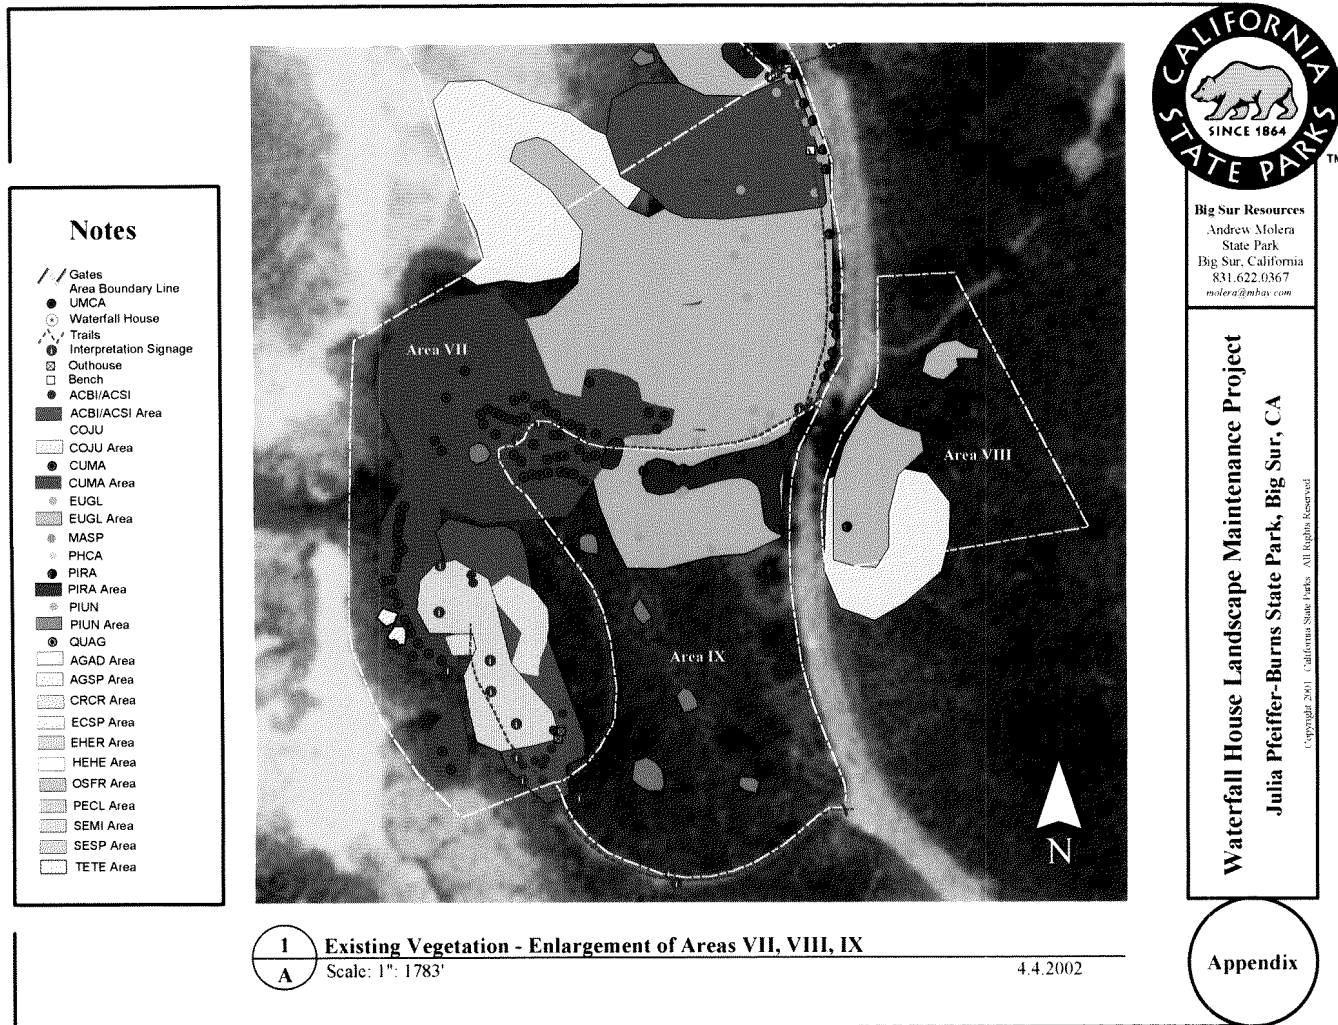 Notes
Gates
Area Boundary Line
UMCA
Waterfall House
Trails
Interpretation Signage
Outhouse
Bench
ACBI/ACSI
ACBI/ACSI Area
COJU
COJU Area
CUMA
CUMA Area
EUGL
EUGL Area
MASP
PHCA
PIRA
PIRA Area
PIUN
PIUN Area
QUAG
AGAD Area
AGSP Area
CRCR Area
ECSP Area
EHER Area
HEHE Area
OSFR Area
PECL Area
SEMI Area
SESP Area
TETE Area
Area VII
Area VIII
Area IX
N
CALIFORNIA
STATE PARKS
SINCE 1864
TM
Big Sur Resources
Andrew Molera
State Park
Big Sur, California
831.622.0367
molera@mbay.com
Waterfall House Landscape Maintenance Project
Julia Pfeiffer-Burns State Park, Big Sur, CA
Copyright 2001 California State Parks All Rights Reserved
1
A
Existing Vegetation - Enlargement of Areas VII, VIII, IX
Scale: 1": 1783'
4.4.2002
Appendix